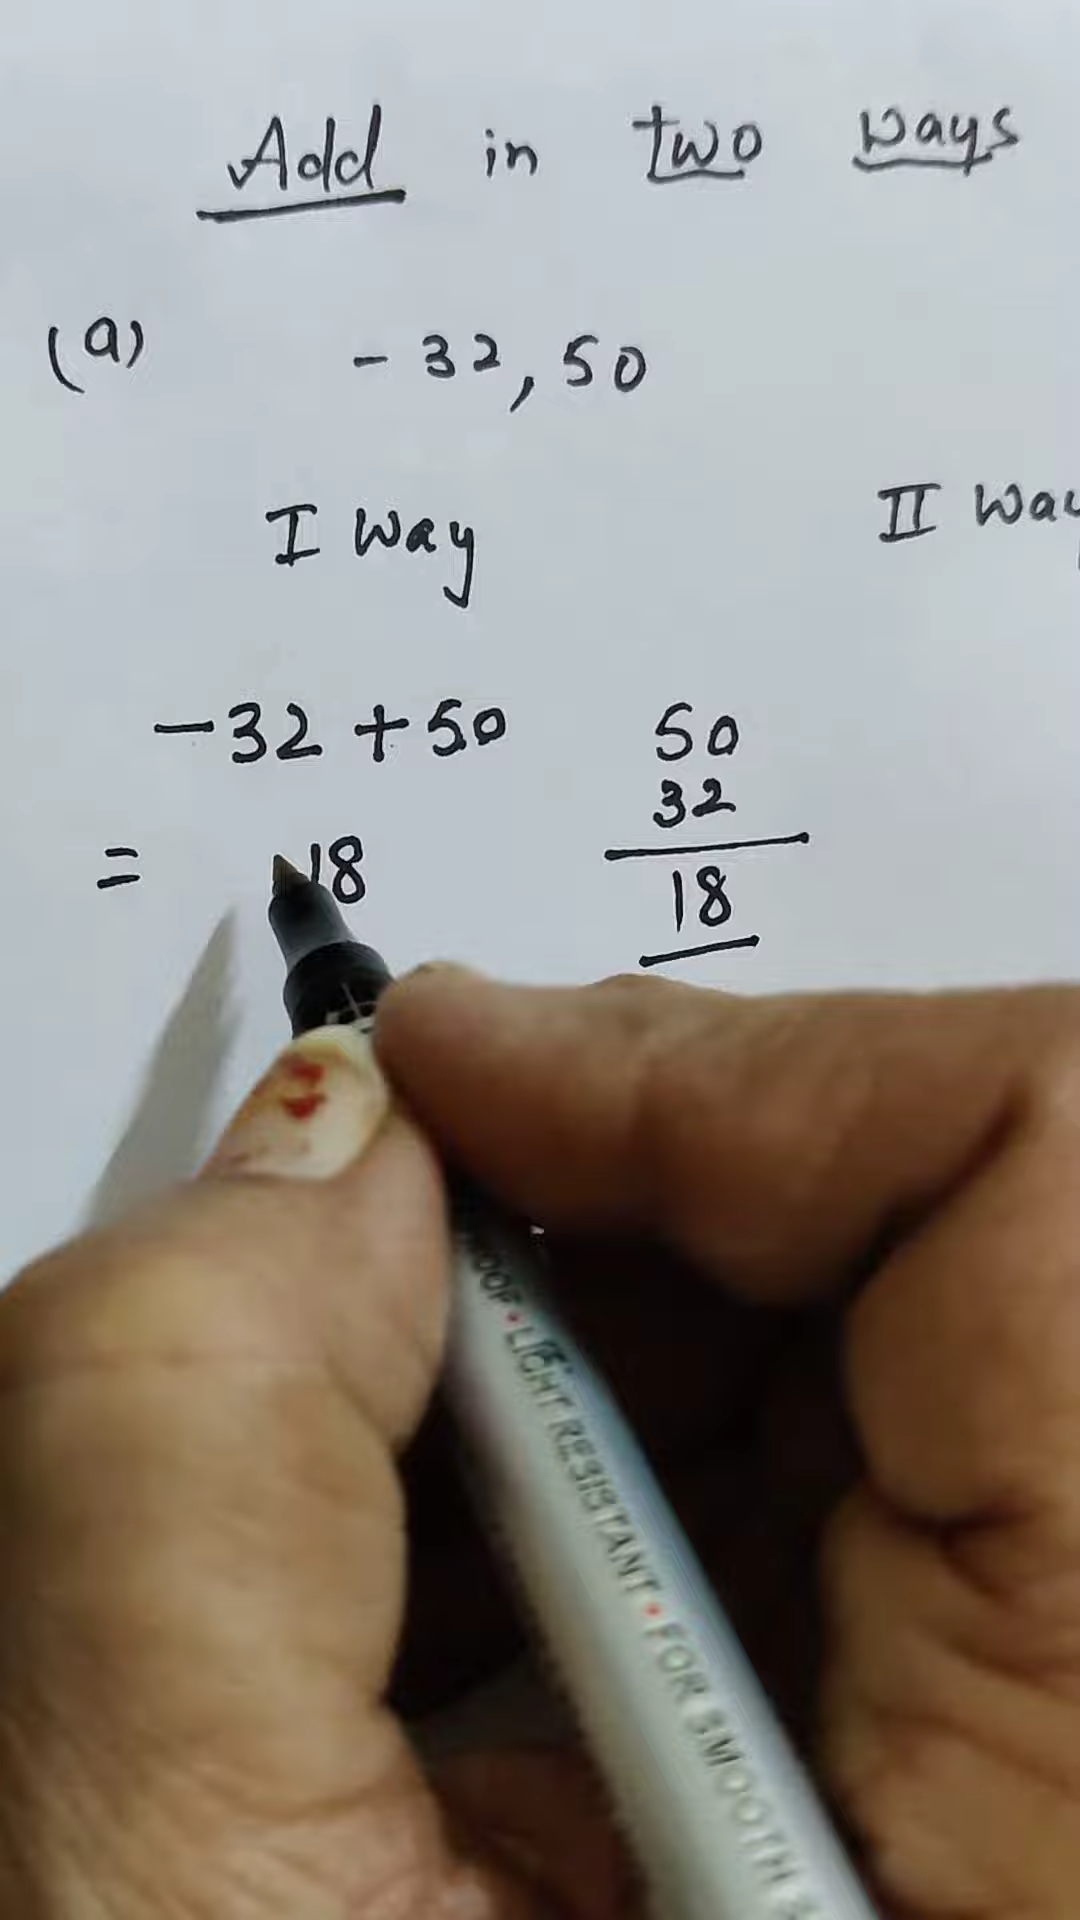 Add in two ways
(a) - 32, 50
I way
II Way
-32 + 50
= 18
50
32
18
OOF • LIGHT RESISTANT • FOR SMOOTH